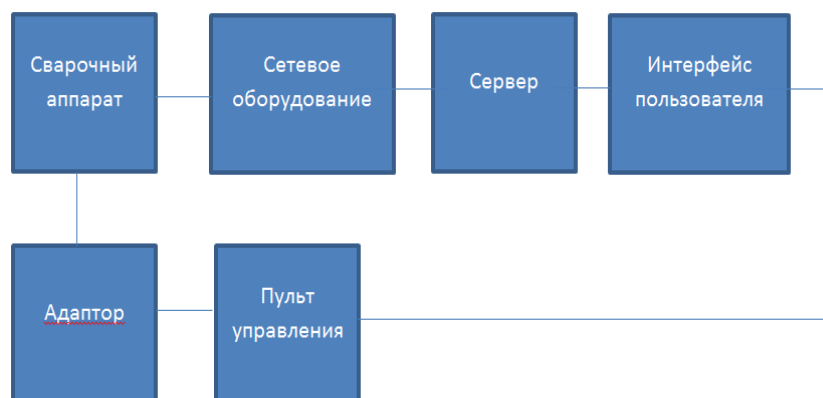 Сварочный
аппарат
Сетевое
оборудование
Сервер
Интерфейс
пользователя
Адаптор
Пульт
управления